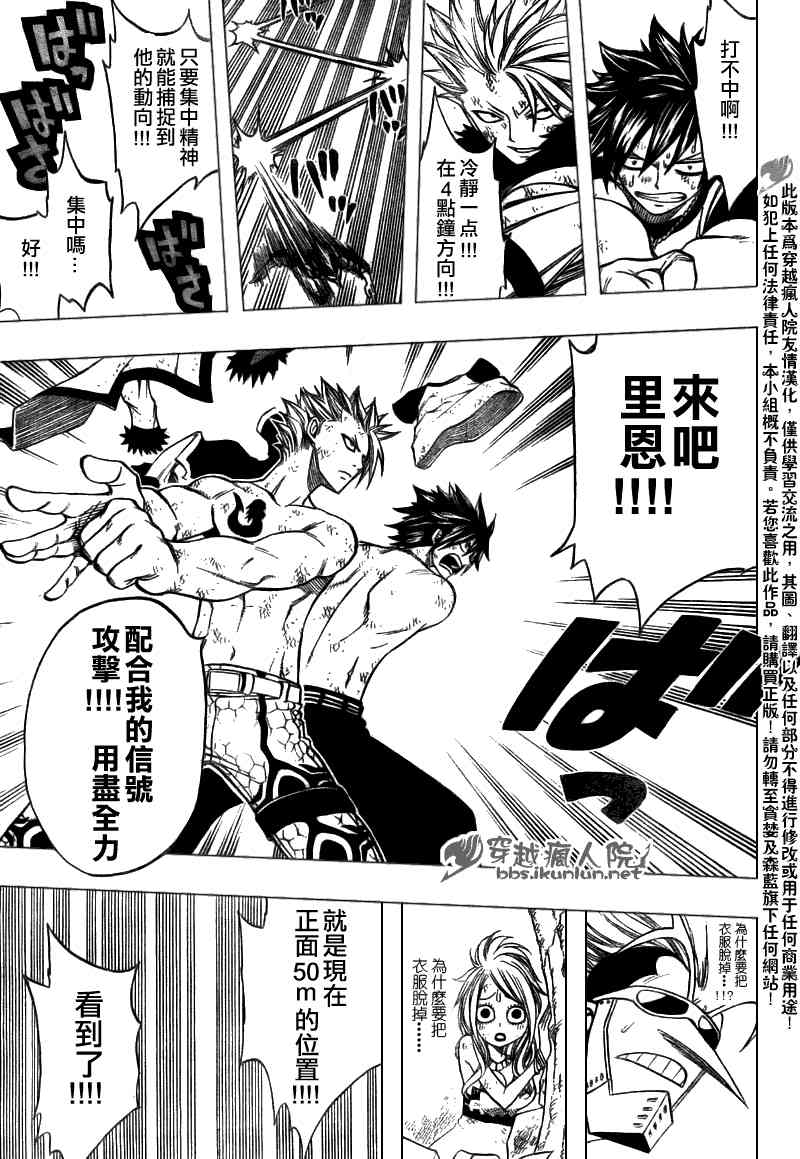 打不中啊!!!
冷靜一点!!!
在4點鐘方向!!!
只要集中精神
就能捕捉到
他的動向!!!
ばっ
ばさ
ばさ
集中嗎…
好!!!
來吧
里恩
!!!!
配合我的信號
攻擊!!!!
用盡全力
ばっ
穿越瘋人院
bbs.ikunlun.net
為什麼要把
衣服脫掉……!!?
為什麼要把
衣服脫掉……
就是現在
正面50m的位置
!!!!
看到了!!!!
此版本爲穿越瘋人院友情漢化，僅供學習交流之用，其圖、翻譯以及任何部分不得進行修改或用于任何商業用途！
如犯上任何法律責任，本小組概不負責。若您喜歡此作品，請購買正版！請勿轉至貪婪及森藍旗下任何網站！